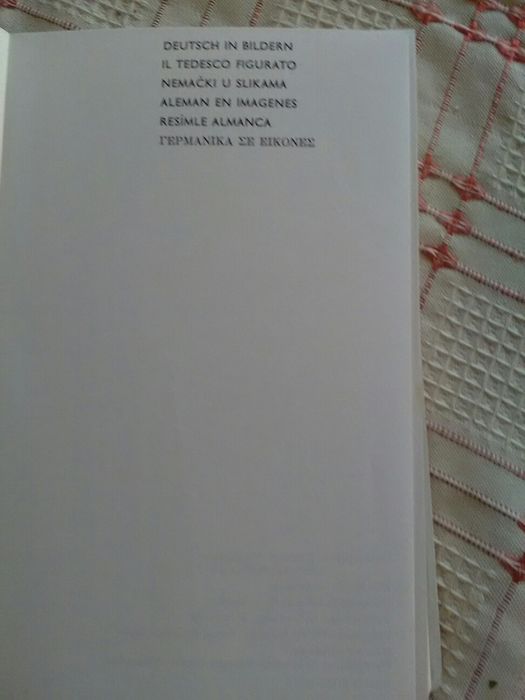 DEUTSCH IN BILDERN
IL TEDESCO FIGURATO
NEMAČKI U SLIKAMA
ALEMAN EN IMAGENES
RESİMLE ALMANCA
ΓΕΡΜΑΝΙΚΑ ΣΕ ΕΙΚΟΝΕΣ